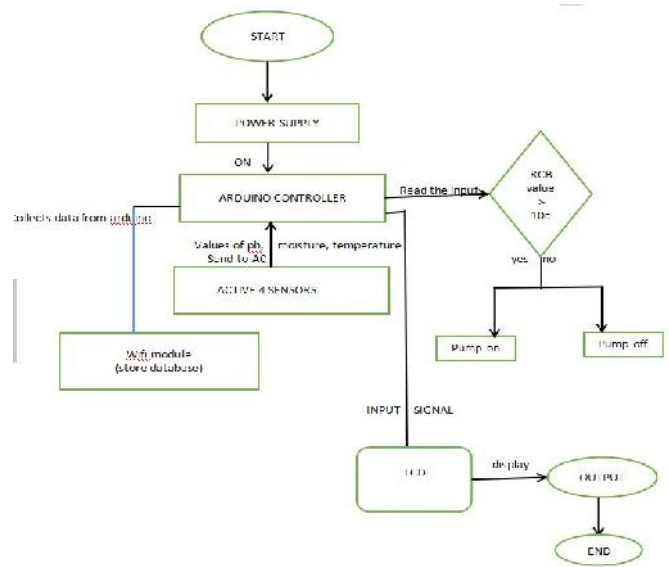 START
POWER SUPPLY
ON
ARDUINO CONTROLLER
Read the input
value
>
yes no
collects data from arduino
Values of ph, moisture, temperature
Send to AC
ACTIVE 4 SENSORS
Wifi module
(store database)
Pump on
Pump off
INPUT SIGNAL
LCD
display
OUTPUT
END